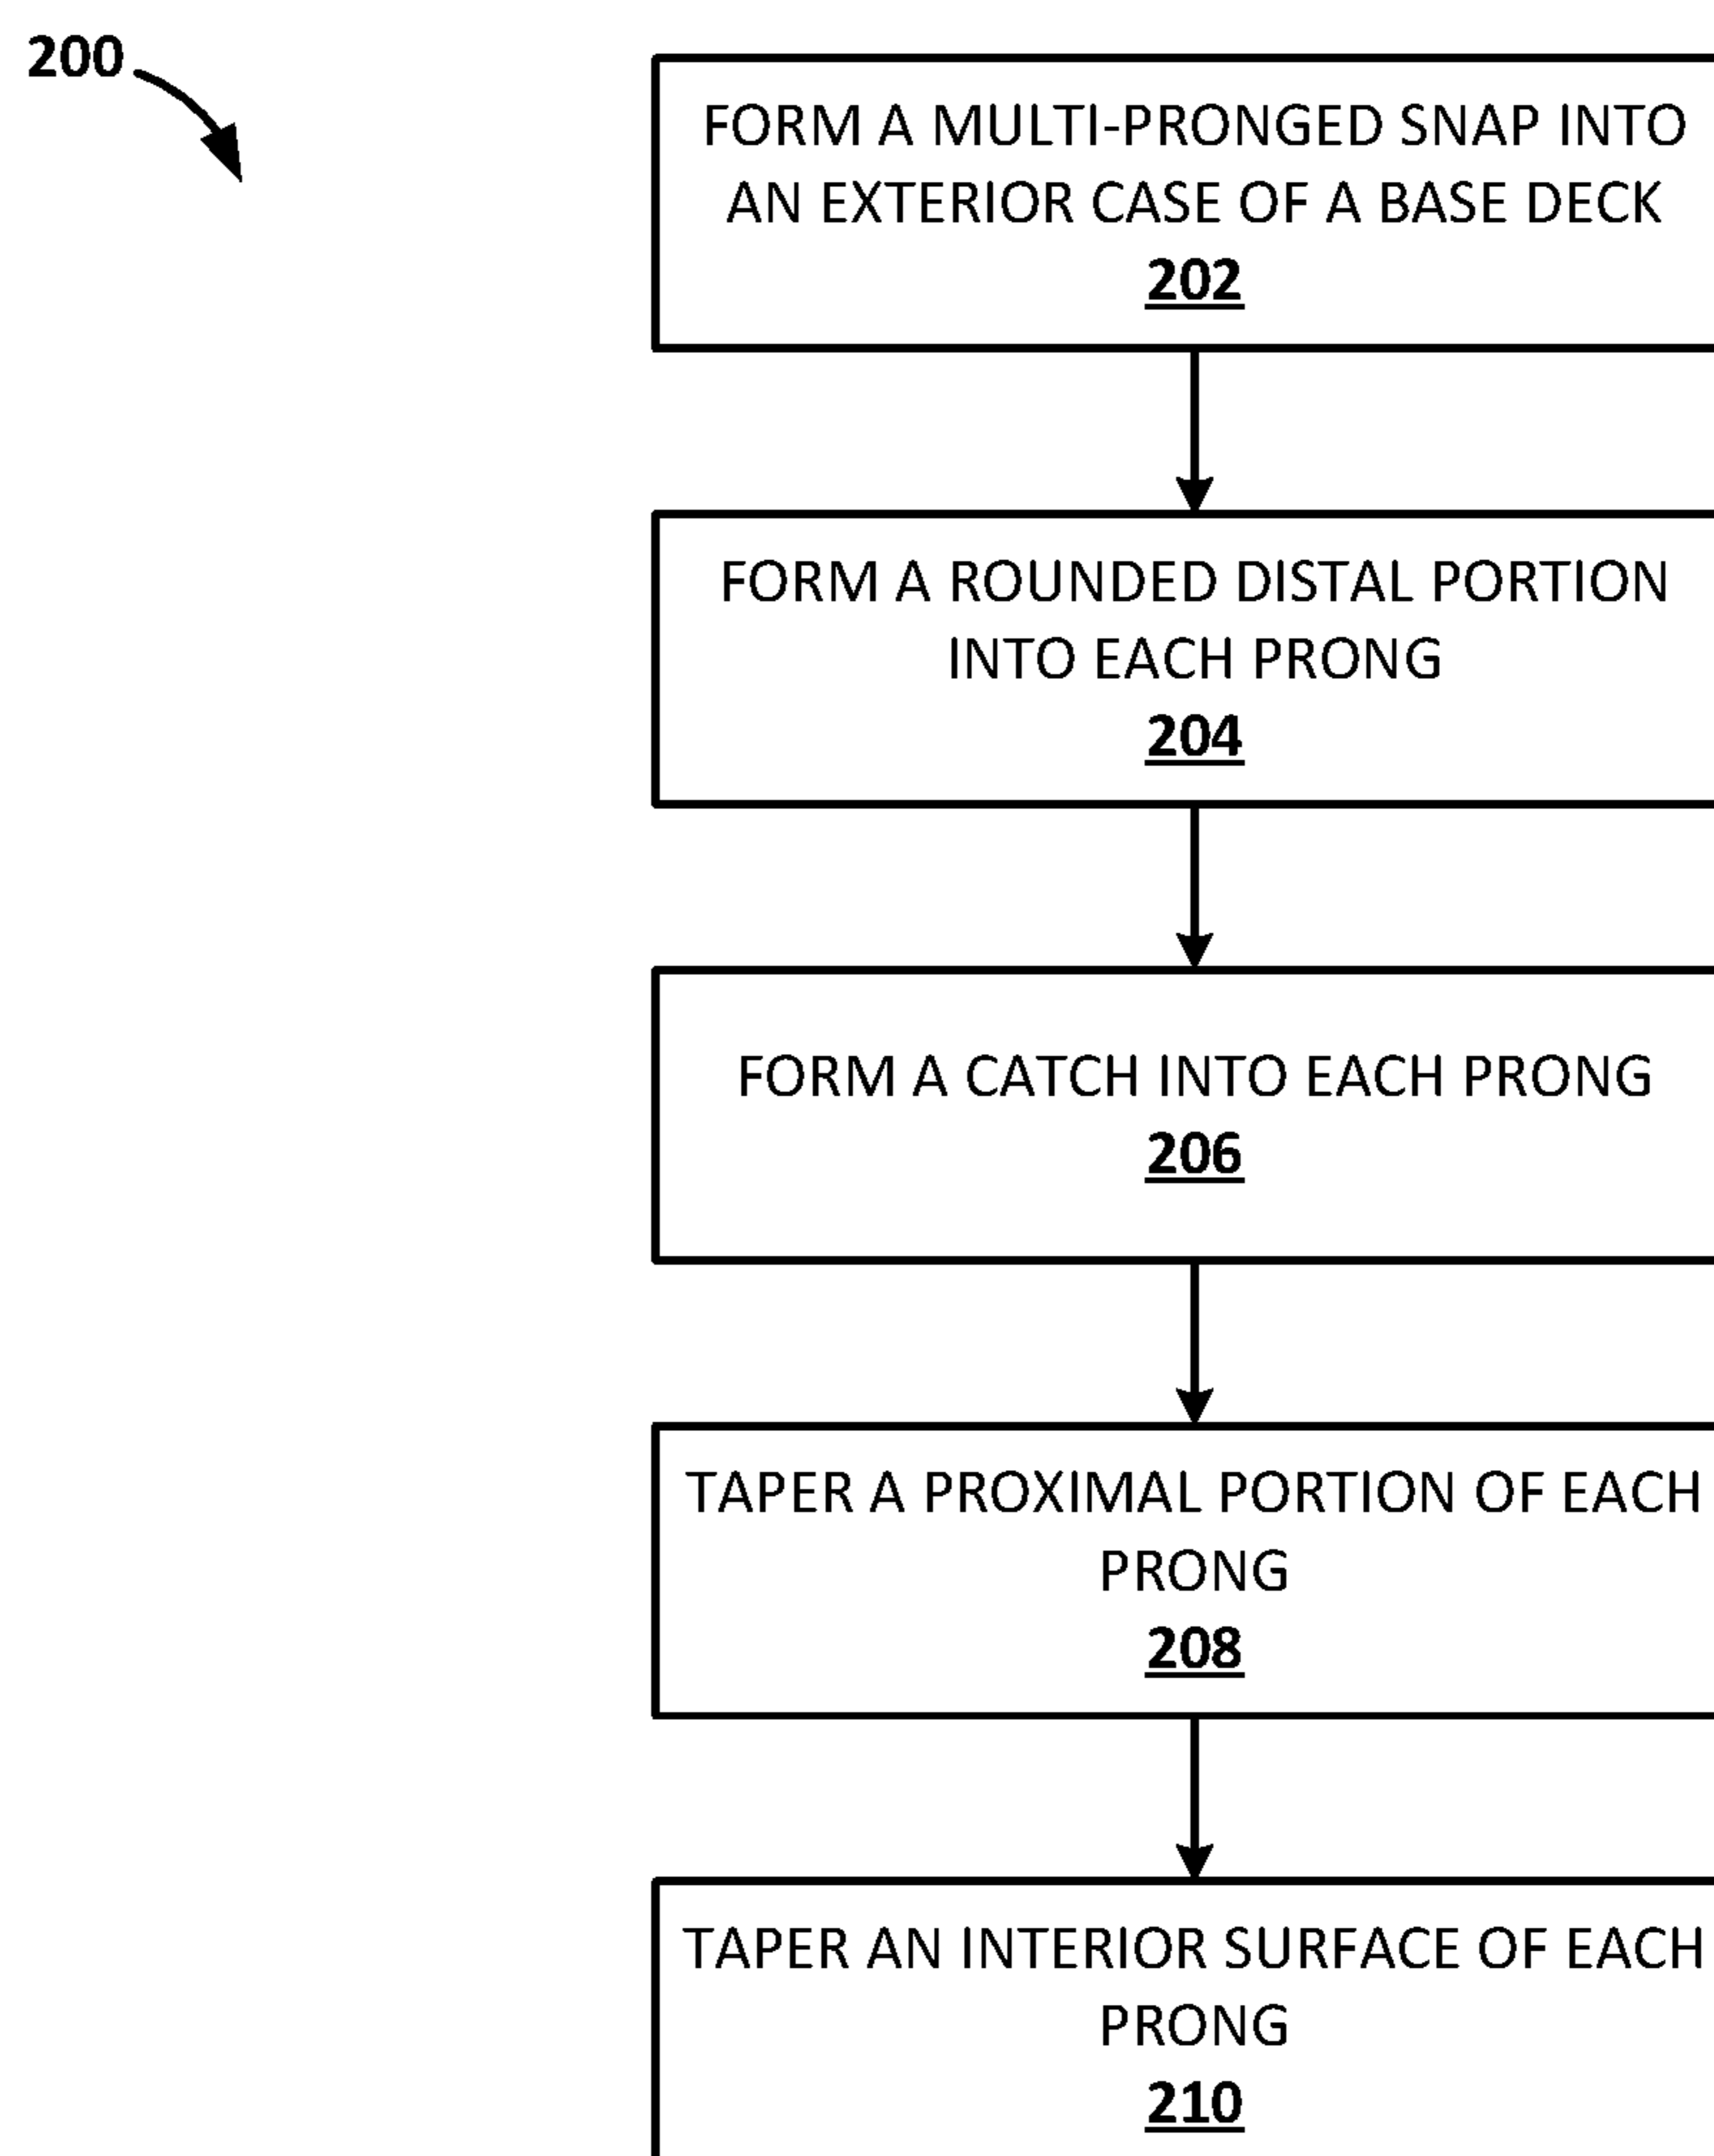 200
FORM A MULTI-PRONGED SNAP INTO
AN EXTERIOR CASE OF A BASE DECK
202
FORM A ROUNDED DISTAL PORTION
INTO EACH PRONG
204
FORM A CATCH INTO EACH PRONG
206
TAPER A PROXIMAL PORTION OF EACH
PRONG
208
TAPER AN INTERIOR SURFACE OF EACH
PRONG
210